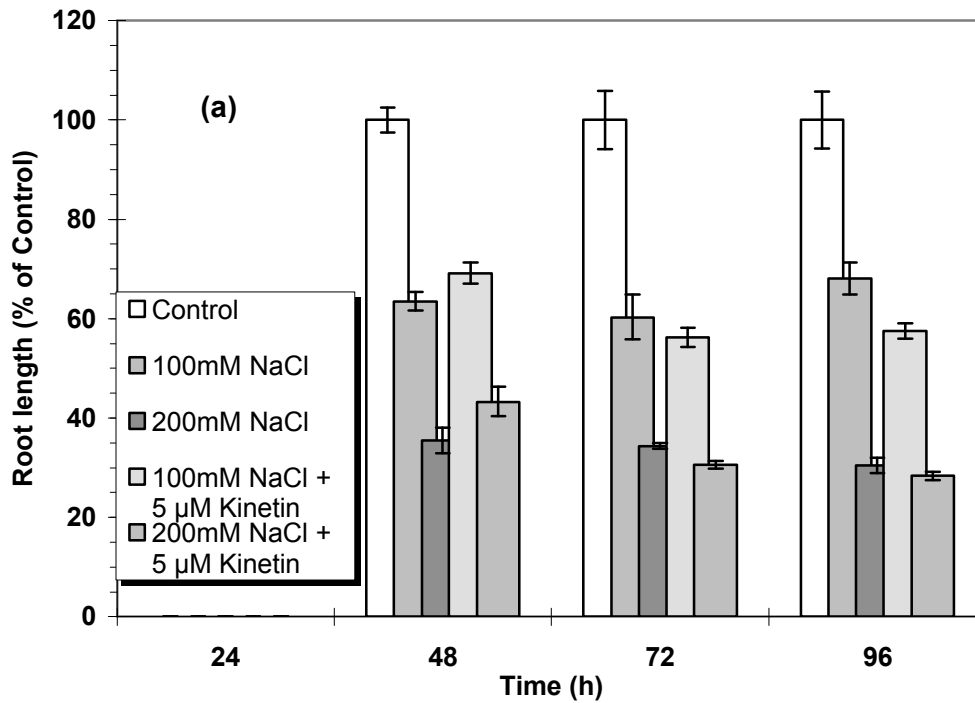 120
100
80
60
40
20
0
Root length (% of Control)
(a)
Control
100mM NaCl
200mM NaCl
100mM NaCl +
5 µM Kinetin
200mM NaCl +
5 µM Kinetin
24 48 72 96
Time (h)